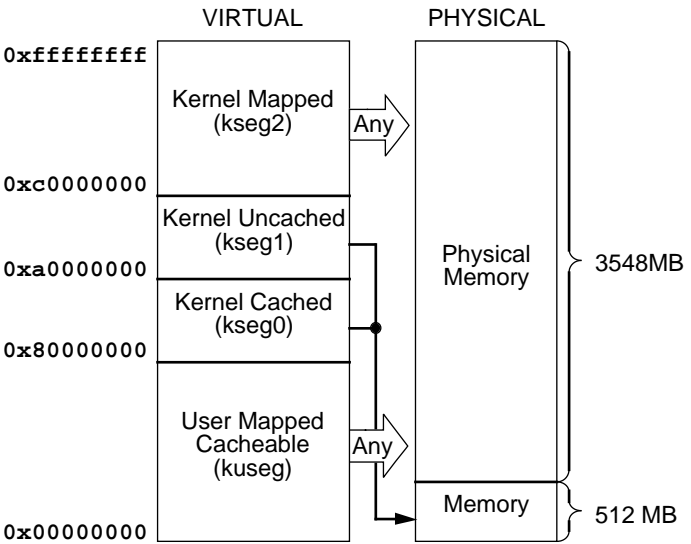 VIRTUAL PHYSICAL
0xffffffff
Kernel Mapped
(kseg2)
Any
0xc0000000
Kernel Uncached
(kseg1)
Physical
Memory
3548MB
0xa0000000
Kernel Cached
(kseg0)
0x80000000
User Mapped
Cacheable
(kuseg)
Any
Memory
512 MB
0x00000000